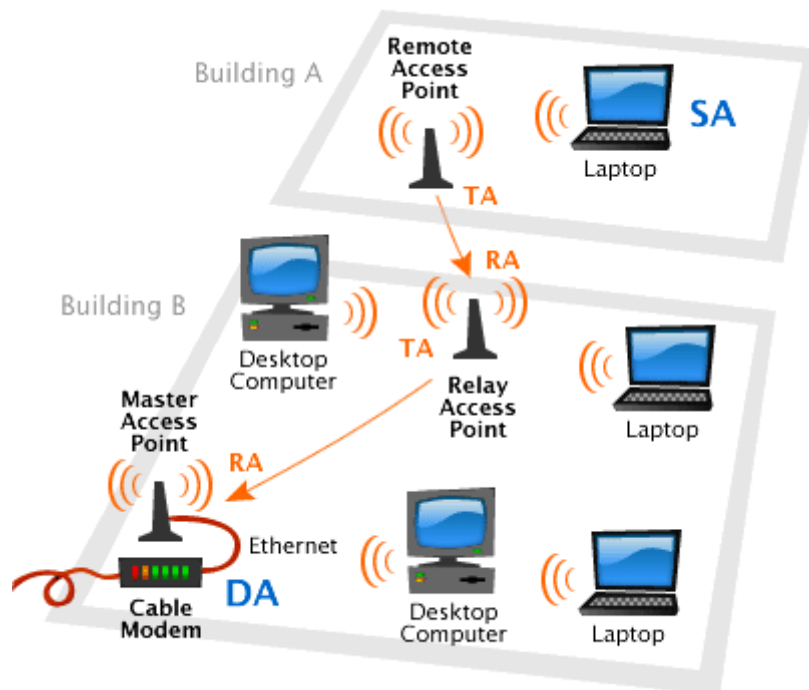 Building A
Remote
Access
Point
SA
Laptop
TA
RA
Building B
TA
Desktop
Computer
Relay
Access
Point
Laptop
Master
Access
Point
RA
Ethernet
DA
Cable
Modem
Desktop
Computer
Laptop